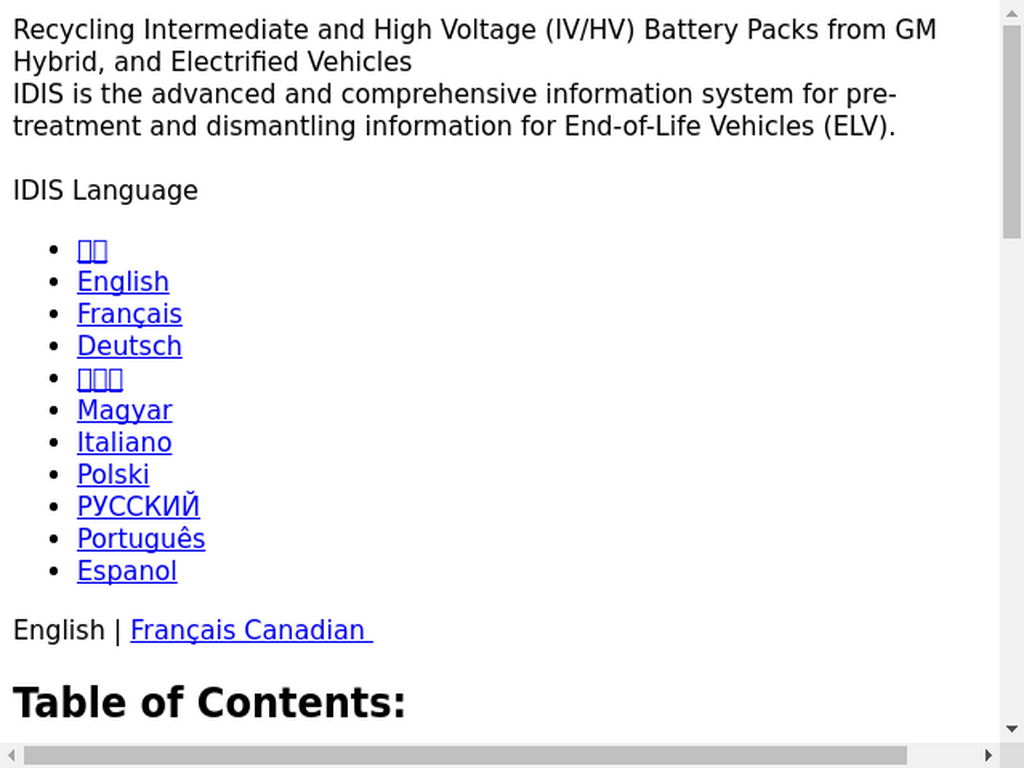 Recycling Intermediate and High Voltage (IV/HV) Battery Packs from GM
Hybrid, and Electrified Vehicles
IDIS is the advanced and comprehensive information system for pre-
treatment and dismantling information for End-of-Life Vehicles (ELV).
IDIS Language
English
Français
Deutsch
Magyar
Italiano
Polski
РУССКИЙ
Português
Espanol
English | Français Canadian
Table of Contents: